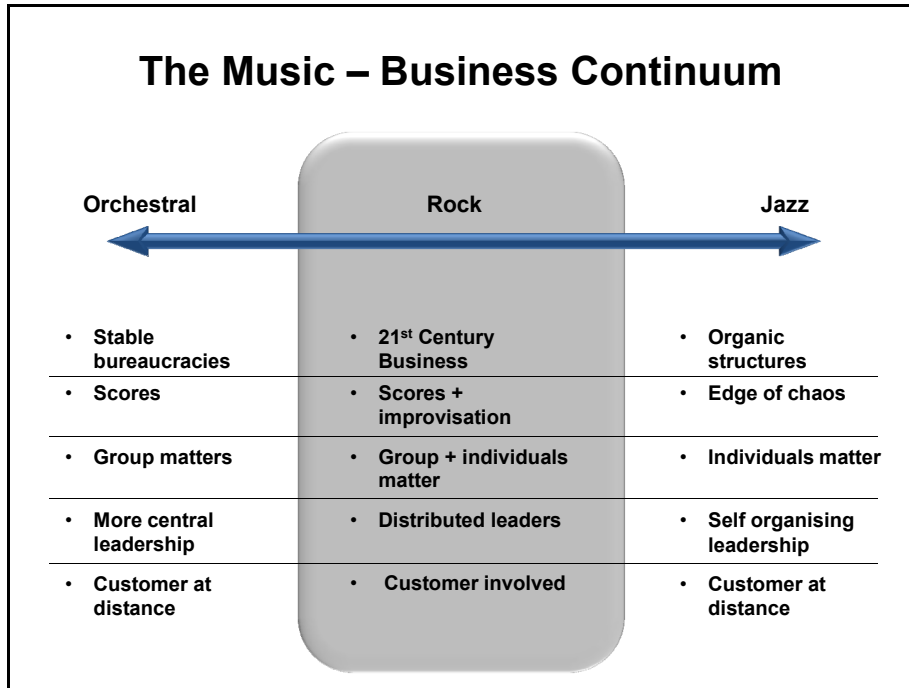 The Music – Business Continuum
Orchestral
Rock
Jazz
• Stable
bureaucracies
• 21st Century
Business
• Organic
structures
• Scores
• Scores +
improvisation
• Edge of chaos
• Group matters
• Group + individuals
matter
• Individuals matter
• More central
leadership
• Distributed leaders
• Self organising
leadership
• Customer at
distance
• Customer involved
• Customer at
distance